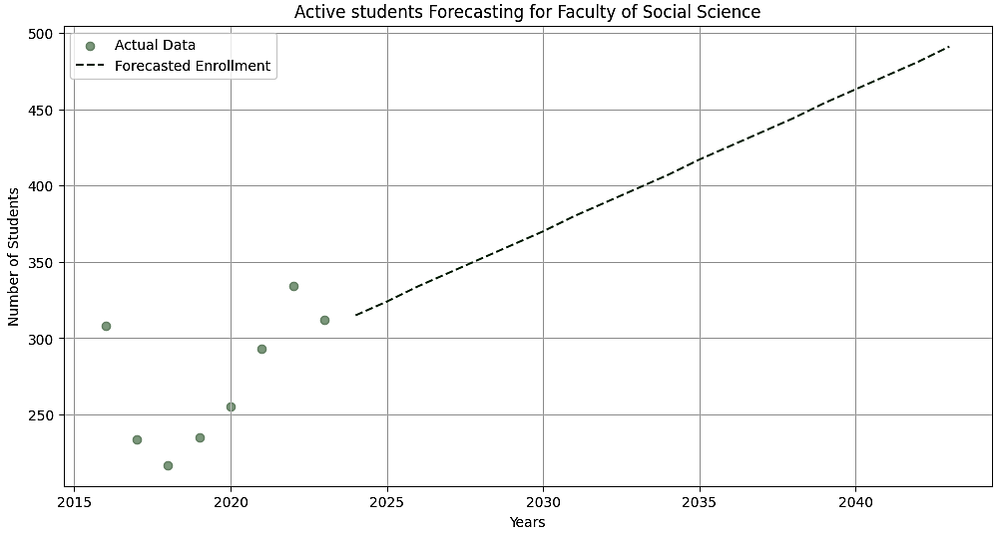 Active students Forecasting for Faculty of Social Science
Actual Data
Forecasted Enrollment
Number of Students
500
450
400
350
300
250
2015
2020
2025
2030
2035
2040
Years